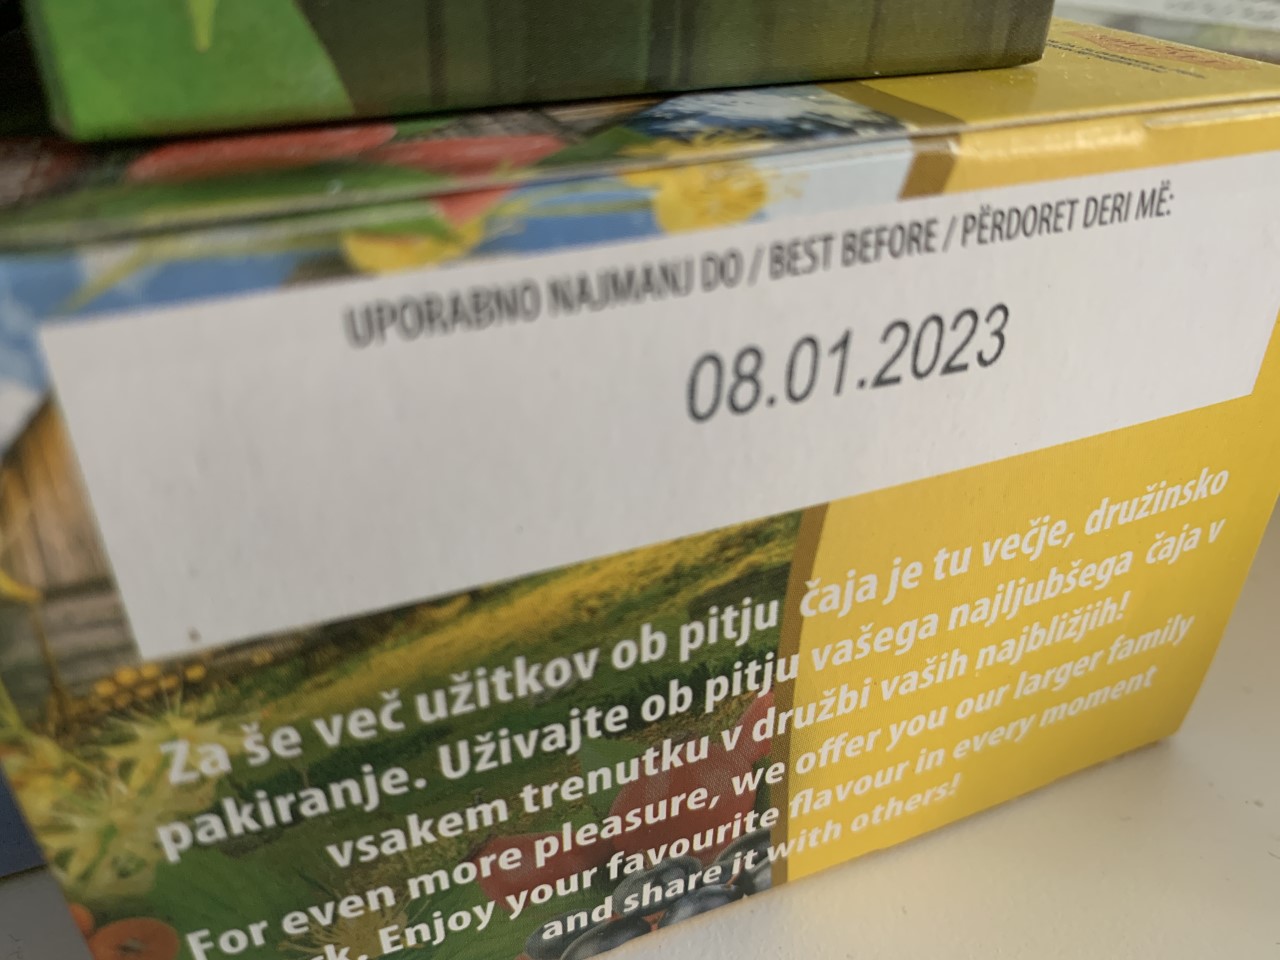 UPORABNO NAJMANJ DO / BEST BEFORE / PËRDORET DERI MË:
08.01.2023
Za še več užitkov ob pitju čaja je tu večje, družinsko
pakiranje. Uživajte ob pitju vašega najljubšega čaja v
vsakem trenutku v družbi vaših najbližjih!
For even more pleasure, we offer you our larger family
Enjoy your favourite flavour in every moment
and share it with others!